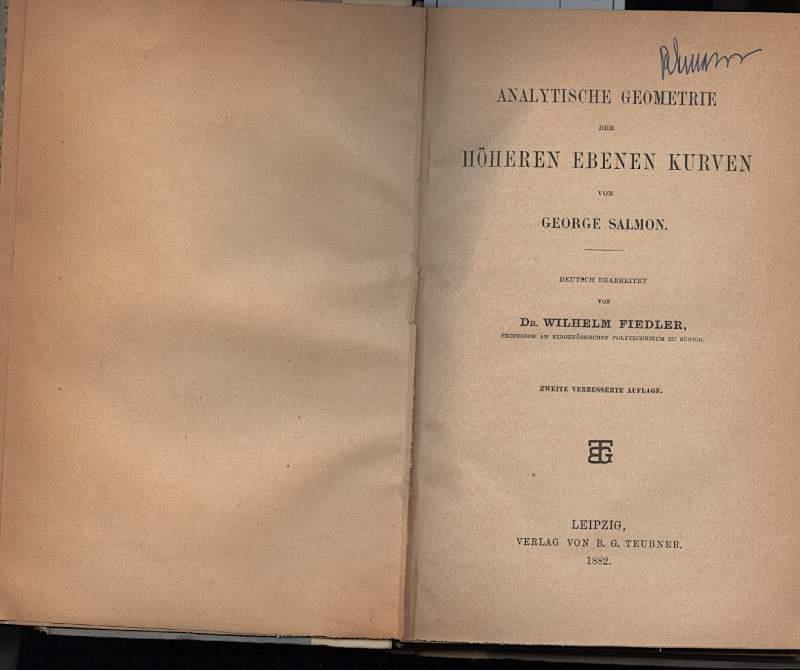 ANALYTISCHE GEOMETRIE
DER
HÖHEREN EBENEN KURVEN
VON
GEORGE SALMON.
DEUTSCH BEARBEITET
VON
DR. WILHELM FIEDLER,
PROFESSOR AM EIDGENÖSSISCHEN POLYTECHNIKUM ZU ZÜRICH.
ZWEITE VERBESSERTE AUFLAGE.
BTG
LEIPZIG,
VERLAG VON B. G. TEUBNER.
1882.